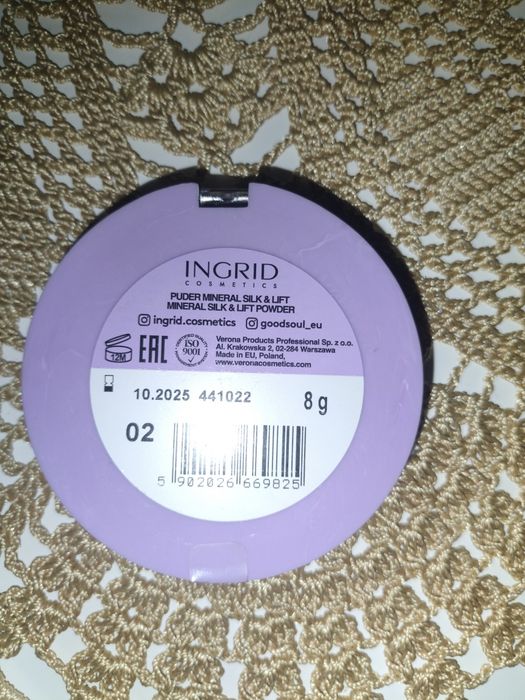 INGRID
COSMETICS
PUDER MINERAL SILK & LIFT
MINERAL SILK & LIFT POWDER
ingrid.cosmetics goodsoul_eu
12M EAC ISO 9001
Verona Products Professional Sp. z o.o.
Al. Krakowska 2, 02-284 Warszawa
Made in EU, Poland,
www.veronacosmetics.com
10.2025 441022
8 g
02
5 902026 669825